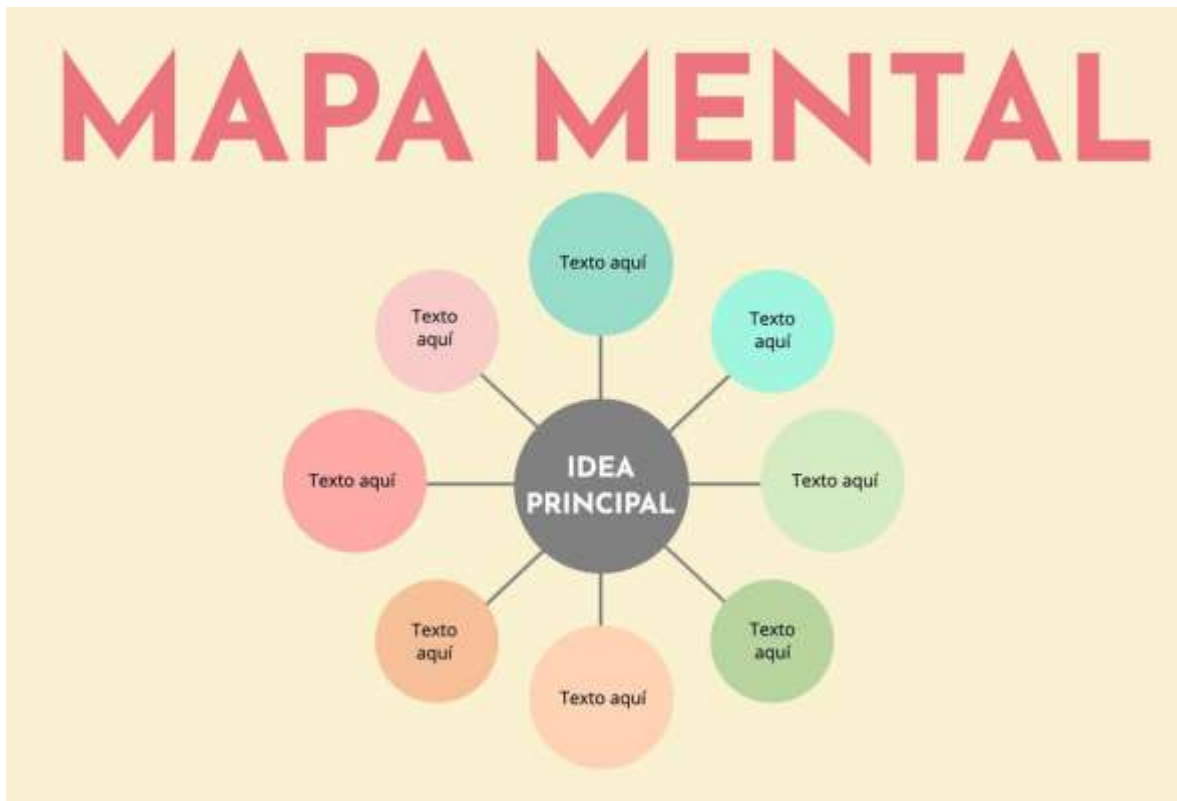 MAPA MENTAL
Texto aquí
Texto
aquí
Texto
aquí
Texto aquí
IDEA
PRINCIPAL
Texto aquí
Texto
aquí
Texto
aquí
Texto aquí